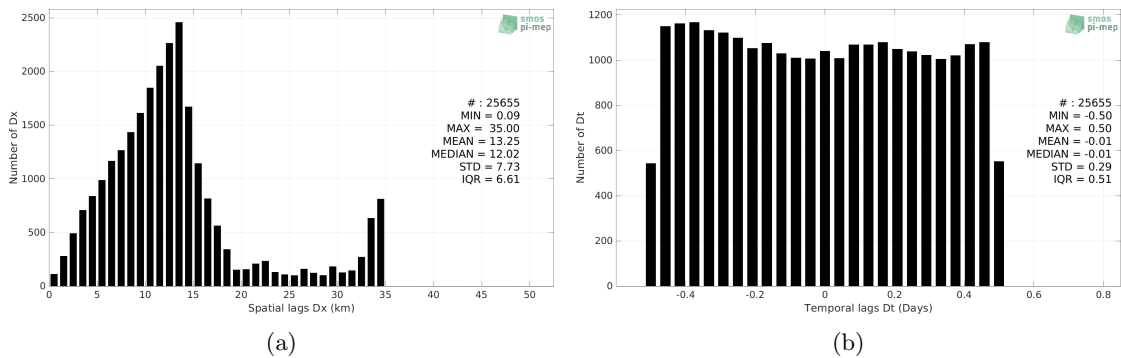 2500
2000
1500
1000
500
0
Number of Dx
0 5 10 15 20 25 30 35 40 45 50
Spatial lags Dx (km)
smos
pi-mep
# : 25655
MIN = 0.09
MAX = 35.00
MEAN = 13.25
MEDIAN = 12.02
STD = 7.73
IQR = 6.61
(a)
1200
1000
800
600
400
200
0
Number of Dt
-0.4 -0.2 0 0.2 0.4 0.6 0.8
Temporal lags Dt (Days)
smos
pi-mep
# : 25655
MIN = -0.50
MAX = 0.50
MEAN = -0.01
MEDIAN = -0.01
STD = 0.29
IQR = 0.51
(b)